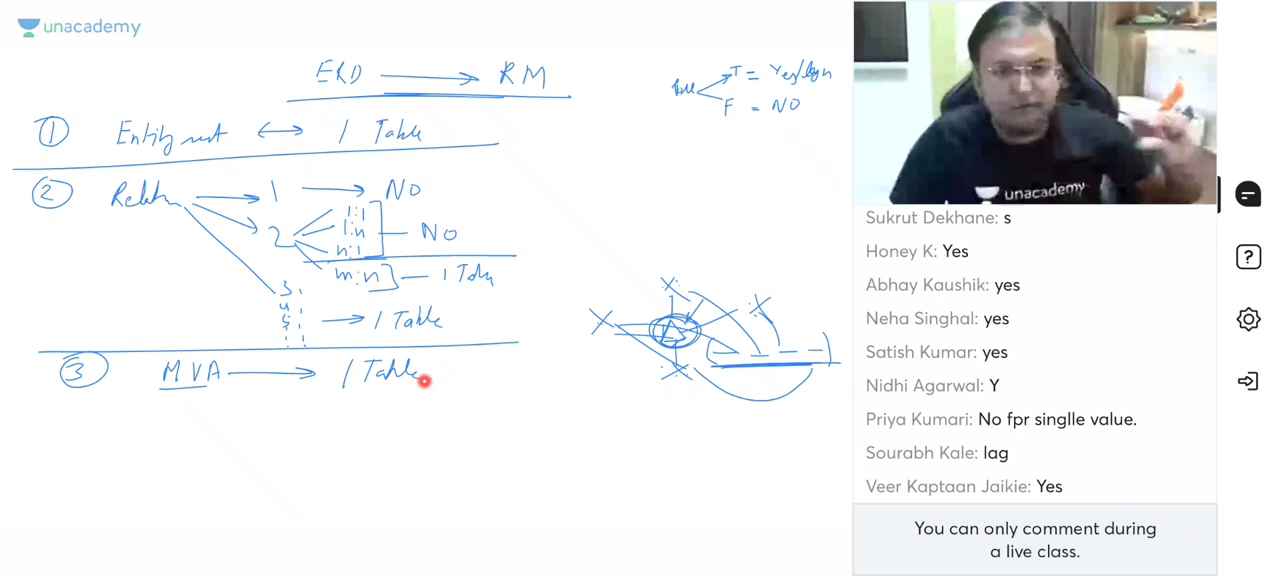 unacademy
ERD → RM
T = Yes
F = NO
① Entity set ↔ 1 Table
② 1 → NO
2
1:1
1:n
n:1
NO
m:n — 1 Table
3
4
5
→ 1 Table
③ MVA → 1 Table
unacademy
Sukrut Dekhane: s
Honey K: Yes
Abhay Kaushik: yes
Neha Singhal: yes
Satish Kumar: yes
Nidhi Agarwal: Y
Priya Kumari: No fpr singlle value.
Sourabh Kale: lag
Veer Kaptaan Jaikie: Yes
You can only comment during
a live class.